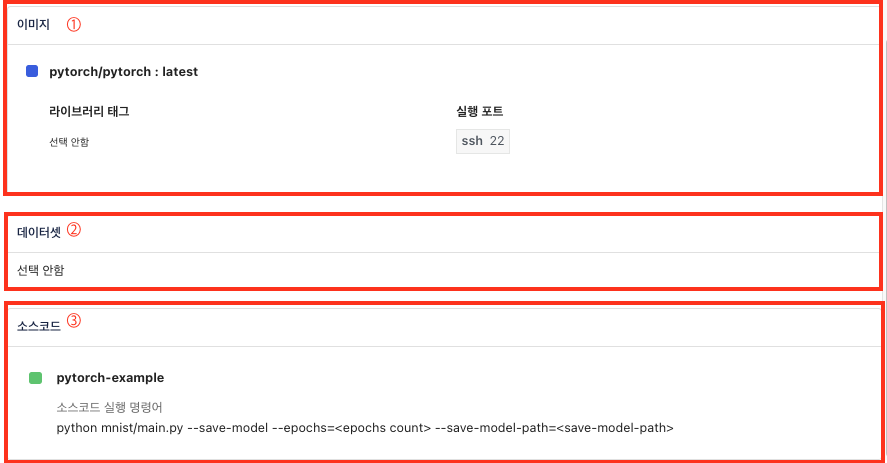 이미지 ①
pytorch/pytorch : latest
라이브러리 태그 실행 포트
선택 안함 ssh 22
데이터셋 ②
선택 안함
소스코드 ③
pytorch-example
소스코드 실행 명령어
python mnist/main.py --save-model --epochs=<epochs count> --save-model-path=<save-model-path>